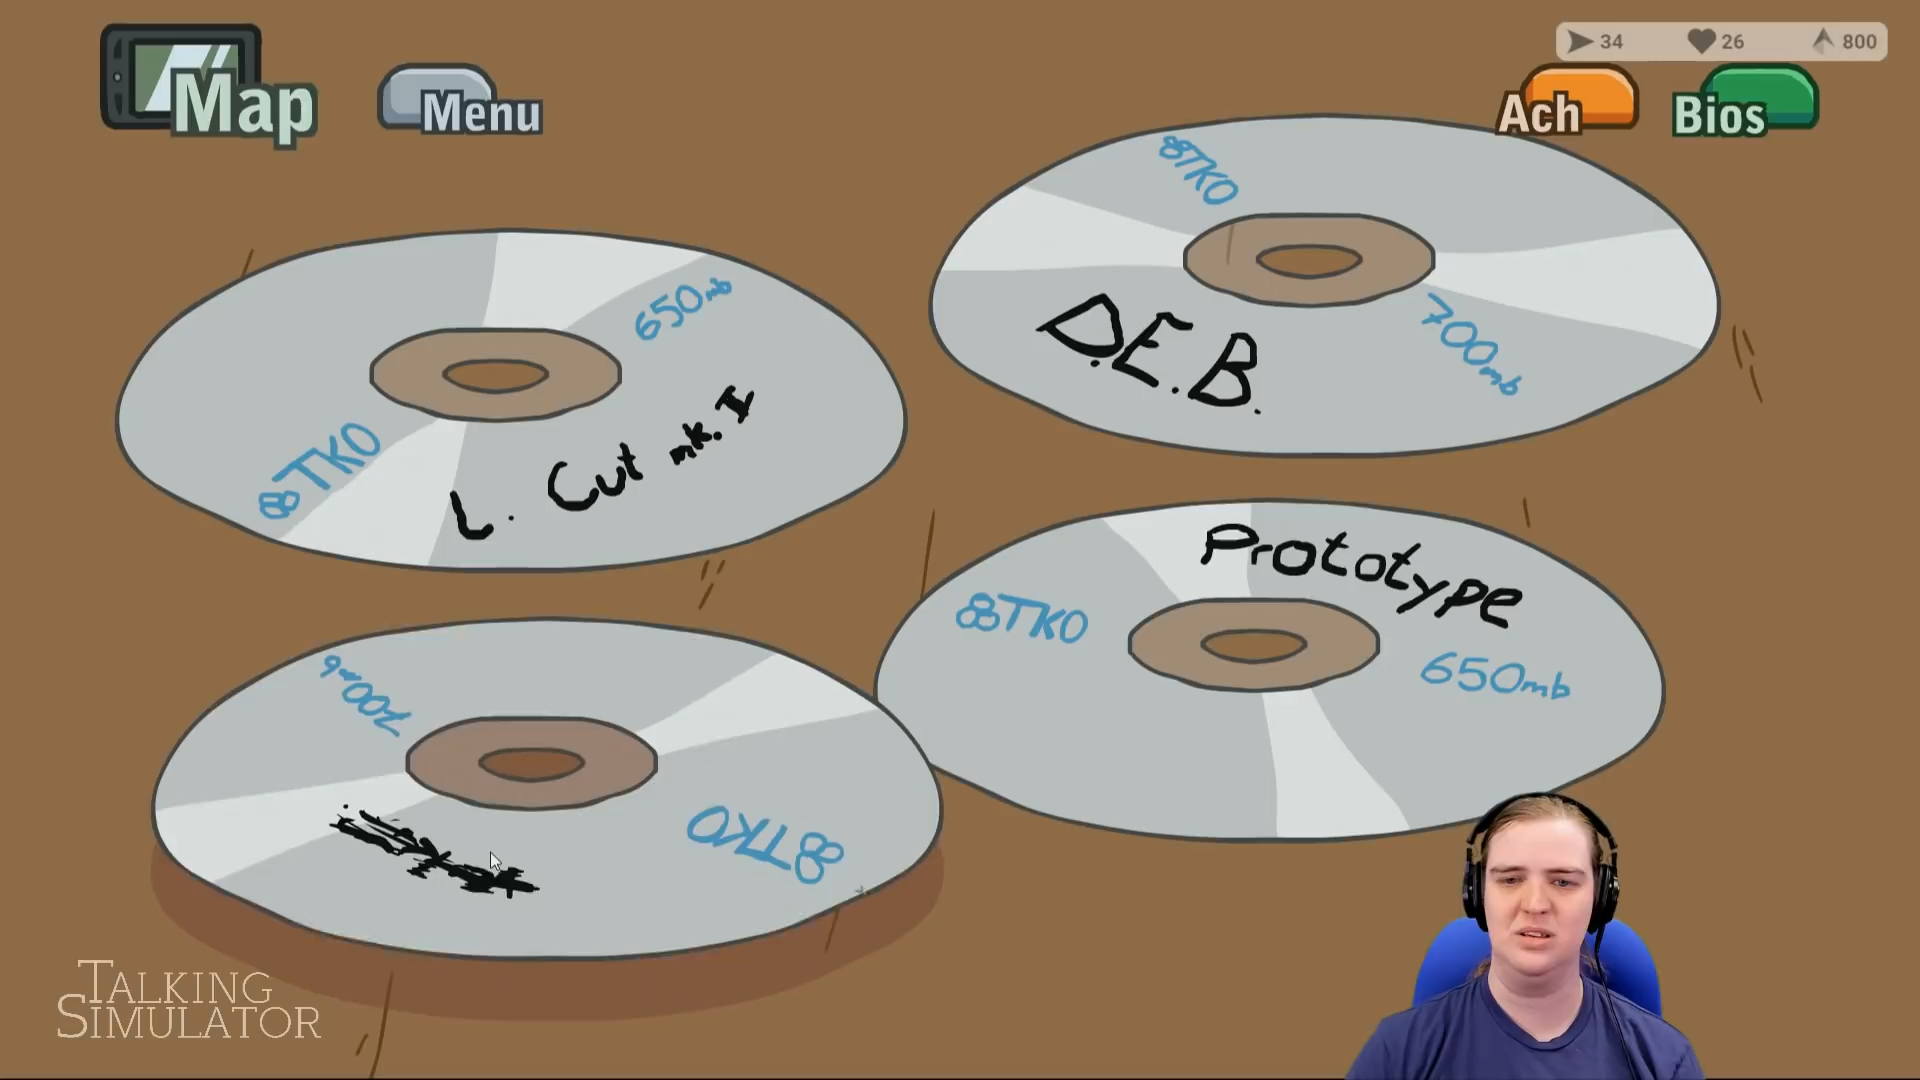 Map
Menu
34
26
800
Ach
Bios
8TKO
650mb
8TKO
L. Cut mk. I
D.E.B.
700mb
Prototype
8TKO
650mb
700mb
8TKO
TALKING
SIMULATOR